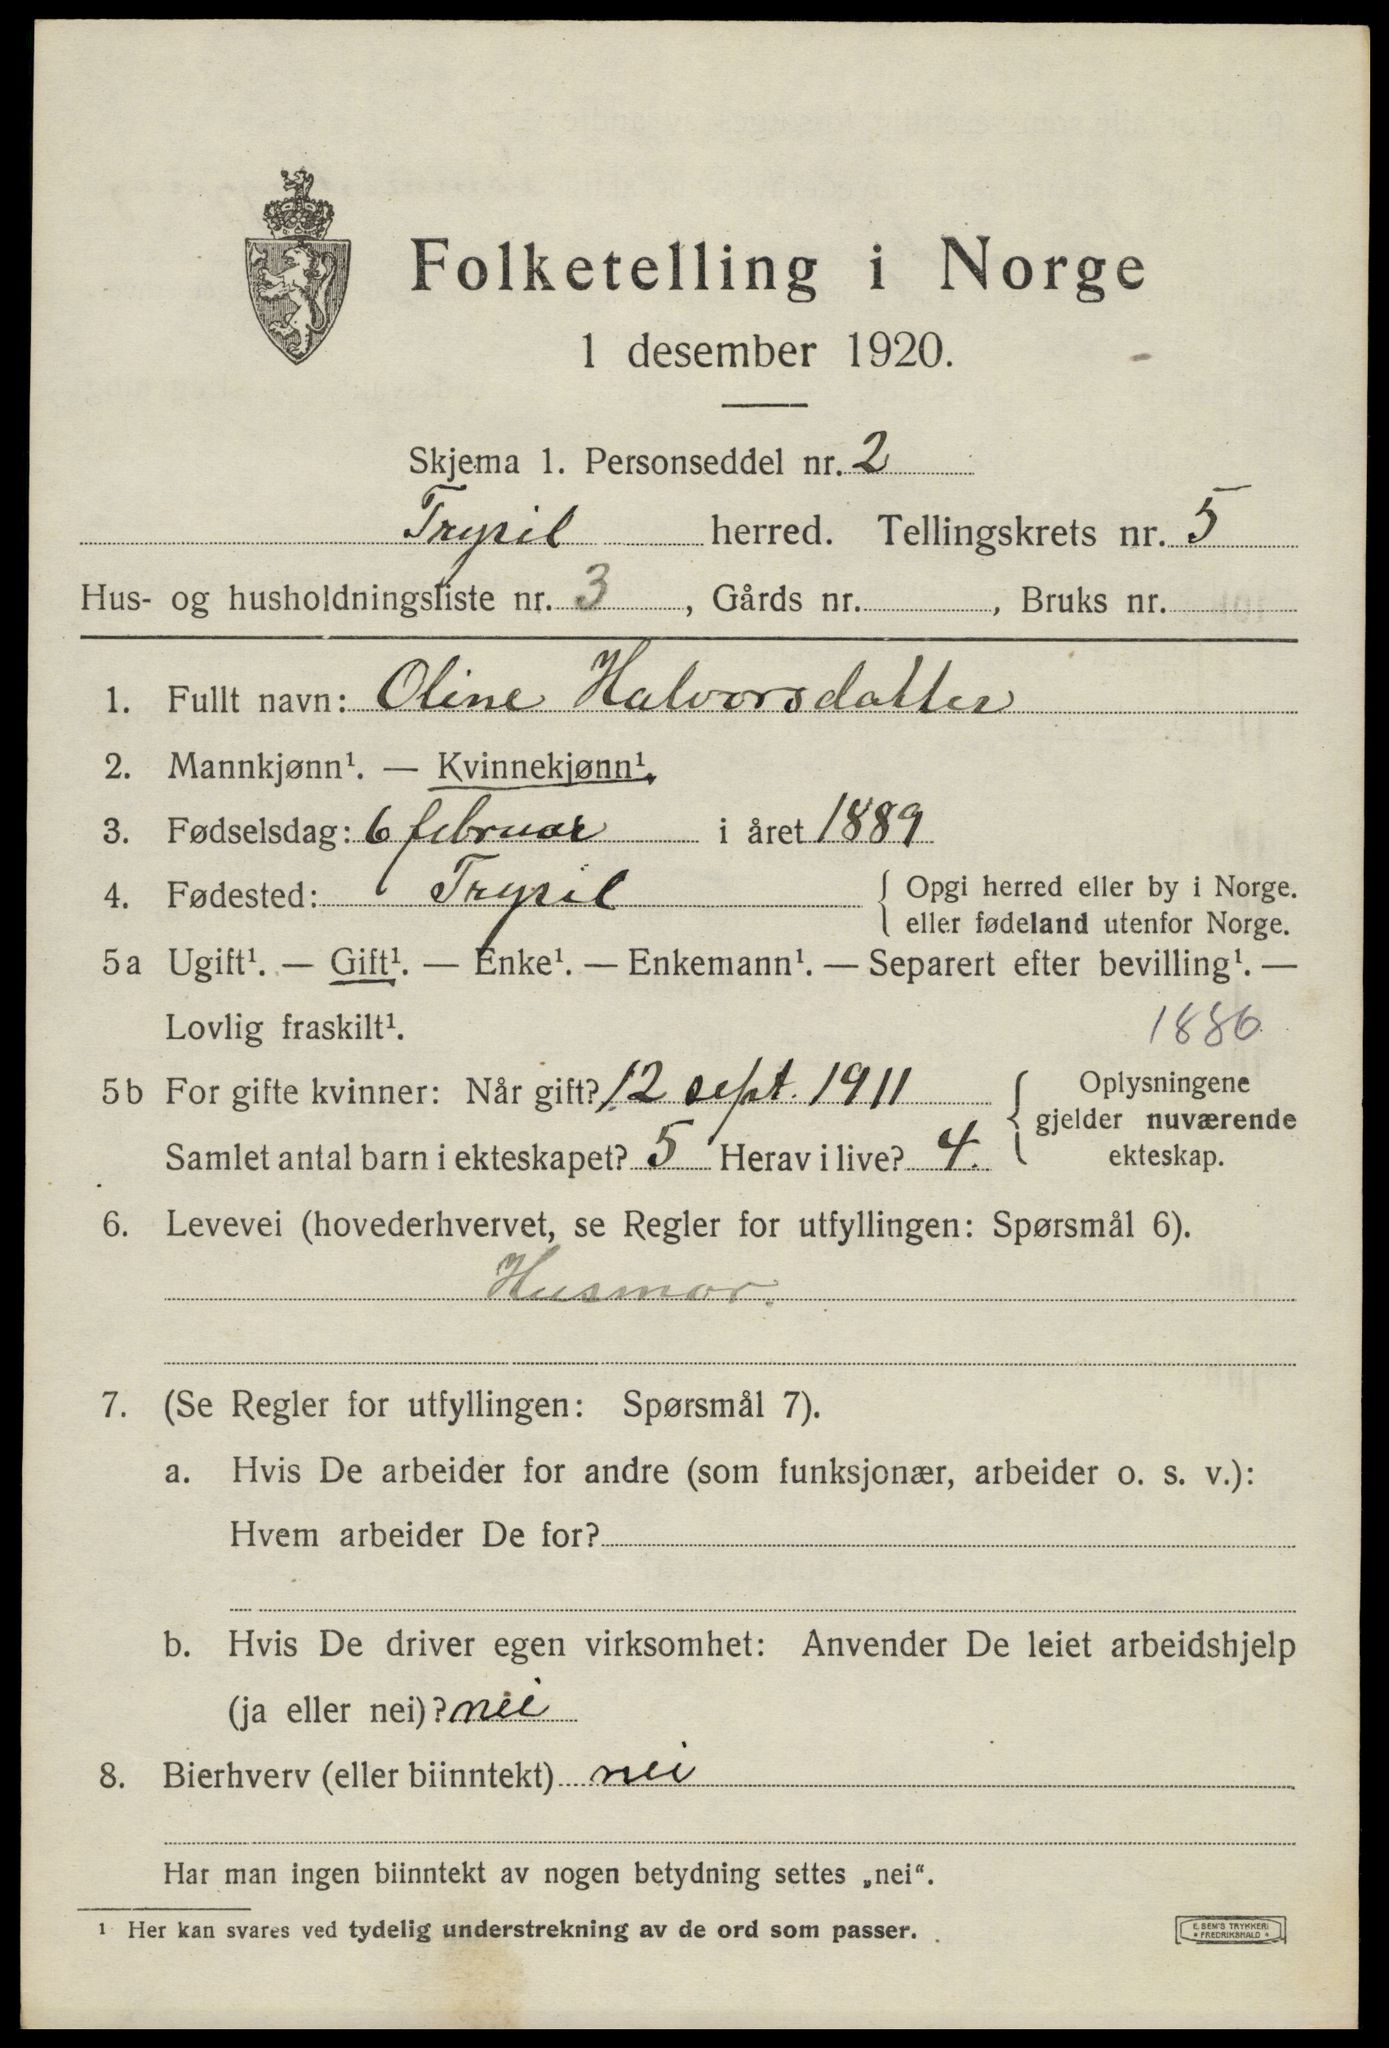 Folketelling i Norge
1 desember 1920.
Skjema 1. Personseddel nr. 2
Trysil herred. Tellingskrets nr. 5
Hus- og husholdningsliste nr. 3, Gårds nr. , Bruks nr.
1. Fullt navn: Oline Halvorsdatter
2. Mannkjønn¹. — Kvinnekjønn¹.
3. Fødselsdag: 6 februar i året 1889
4. Fødested: Trysil { Opgi herred eller by i Norge.
eller fødeland utenfor Norge.
5 a Ugift¹. — Gift¹. — Enke¹. — Enkemann¹. — Separert efter bevilling¹. —
Lovlig fraskilt¹. 1886
5 b For gifte kvinner: Når gift? 12 sept. 1911 { Oplysningene
gjelder nuværende
Samlet antal barn i ekteskapet? 5 Herav i live? 4. ekteskap.
6. Levevei (hovederhvervet, se Regler for utfyllingen: Spørsmål 6).
Husmor.
7. (Se Regler for utfyllingen: Spørsmål 7).
a. Hvis De arbeider for andre (som funksjonær, arbeider o. s. v.):
Hvem arbeider De for?
b. Hvis De driver egen virksomhet: Anvender De leiet arbeidshjelp
(ja eller nei)? nei
8. Bierhverv (eller biinntekt) nei
Har man ingen biinntekt av nogen betydning settes „nei“.
¹ Her kan svares ved tydelig understrekning av de ord som passer.
E. SEM'S TRYKKERI
FREDRIKSHALD